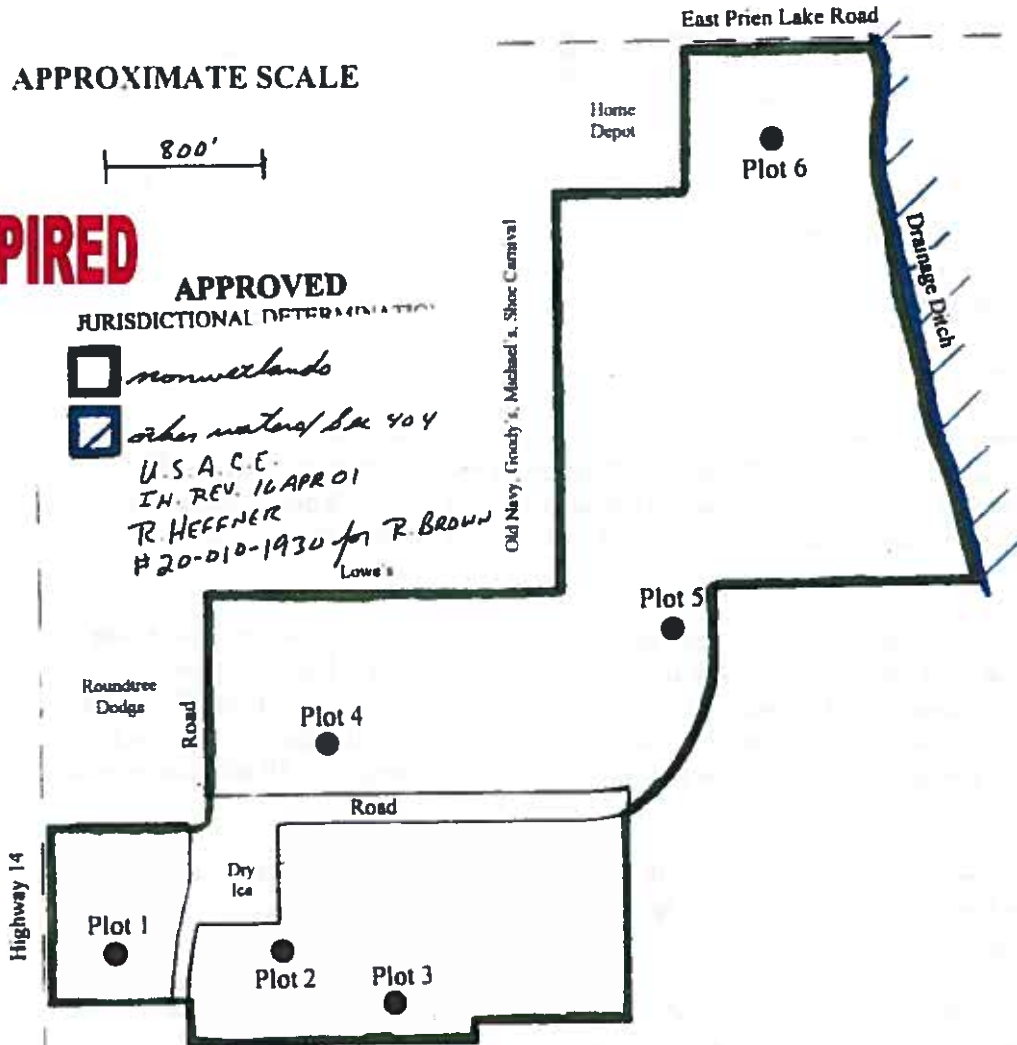 East Prien Lake Road
APPROXIMATE SCALE
800'
Home
Depot
Plot 6
PIRED
Drainage Ditch
APPROVED
JURISDICTIONAL DETERMINATIO
nonwetlands
other waters/ Sec 404
U.S.A.C.E.
IN. REV. 16 APR 01
R HEFFNER
#20-010-1930 for R. BROWN
Old Navy, Goody's, Michael's, Shoe Carnival
Lowe's
Plot 5
Roundtree
Dodge
Road
Plot 4
Road
Highway 14
Dry
Ice
Plot 1
Plot 2
Plot 3